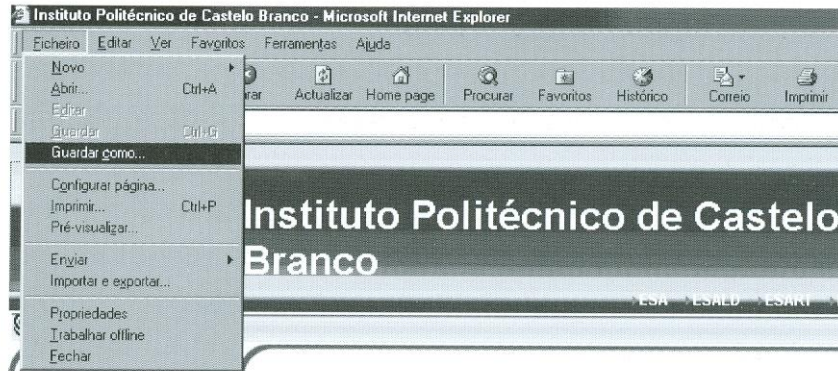 Instituto Politécnico de Castelo Branco - Microsoft Internet Explorer
Ficheiro Editar Ver Favoritos Ferramentas Ajuda
Novo
Abrir... Ctrl+A
Editar
Guardar Ctrl+G
Guardar como...
Configurar página...
Imprimir... Ctrl+P
Pré-visualizar...
Enviar
Importar e exportar...
Propriedades
Trabalhar offline
Fechar
Actualizar Home page Procurar Favoritos Histórico Correio Imprimir
Instituto Politécnico de Castelo
Branco
ESA ESALD ESART